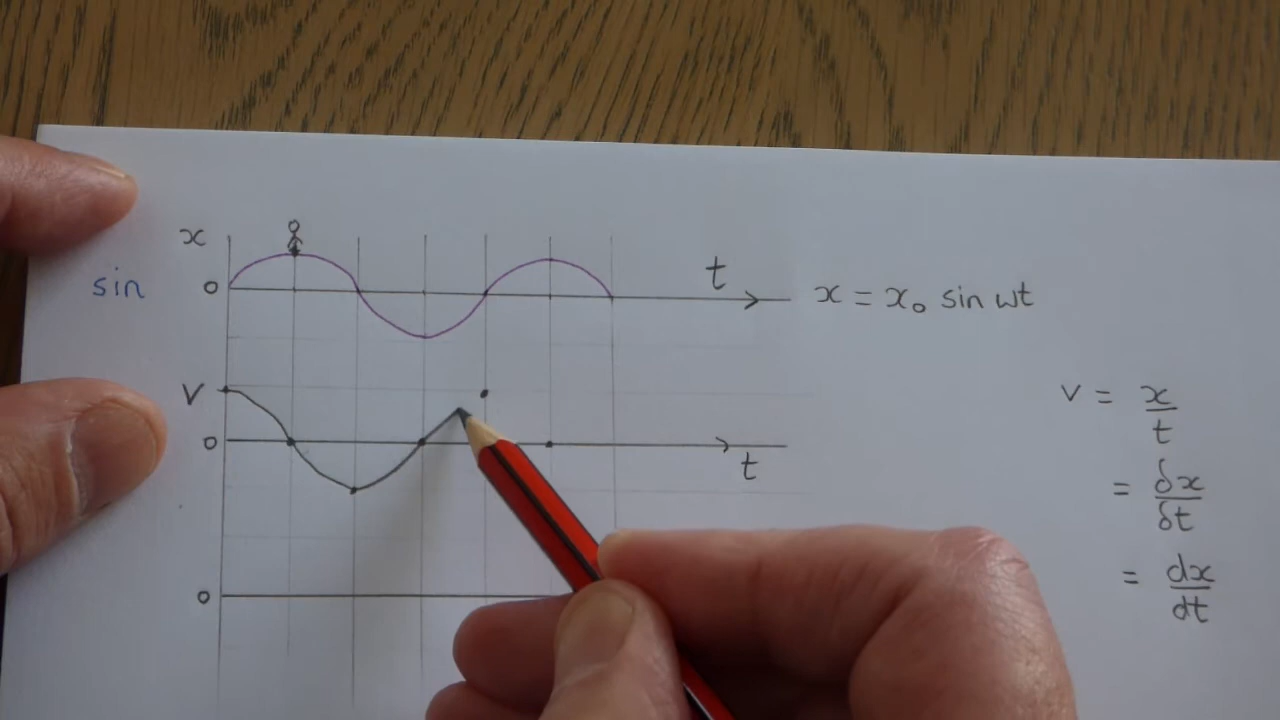 x
sin
0
t
x = x₀ sin ωt
V
0
t
0
v = x/t
= δx/δt
= dx/dt